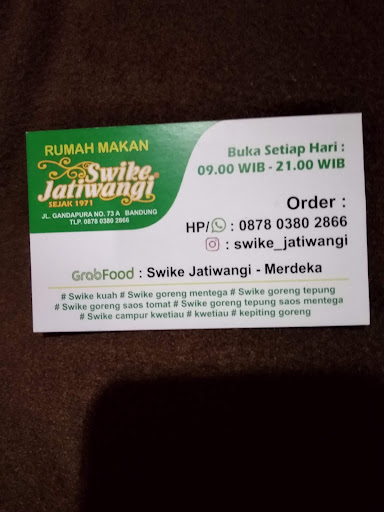 RUMAH MAKAN
Swike
Jatiwangi
SEJAK 1971
JL. GANDAPURA NO. 73 A BANDUNG
TLP. 0878 0380 2866
Buka Setiap Hari :
09.00 WIB - 21.00 WIB
Order :
HP/ : 0878 0380 2866
: swike_jatiwangi
GrabFood : Swike Jatiwangi - Merdeka
# Swike kuah # Swike goreng mentega # Swike goreng tepung
# Swike goreng saos tomat # Swike goreng tepung saos mentega
# Swike campur kwetiau # kwetiau # kepiting goreng